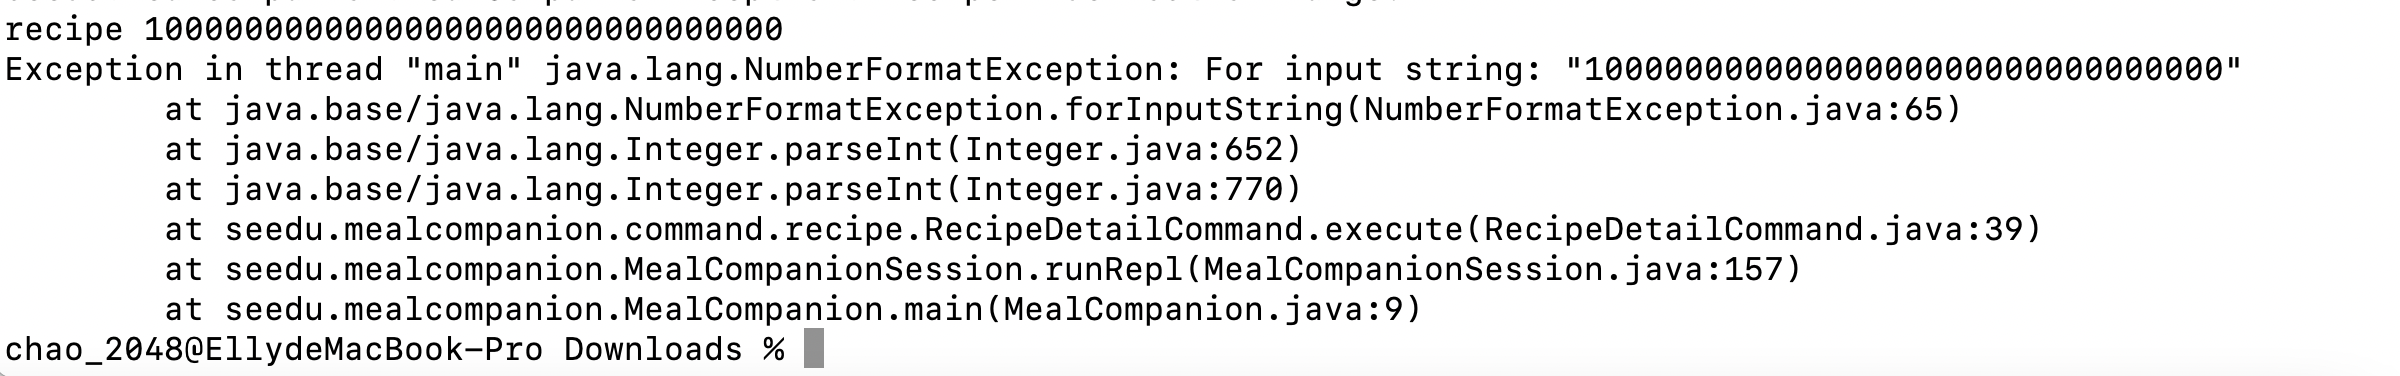 recipe 10000000000000000000000000000000
Exception in thread "main" java.lang.NumberFormatException: For input string: "10000000000000000000000000000000"
at java.base/java.lang.NumberFormatException.forInputString(NumberFormatException.java:65)
at java.base/java.lang.Integer.parseInt(Integer.java:652)
at java.base/java.lang.Integer.parseInt(Integer.java:770)
at seedu.mealcompanion.command.recipe.RecipeDetailCommand.execute(RecipeDetailCommand.java:39)
at seedu.mealcompanion.MealCompanionSession.runRepl(MealCompanionSession.java:157)
at seedu.mealcompanion.MealCompanion.main(MealCompanion.java:9)
chao_2048@EllydeMacBook-Pro Downloads %